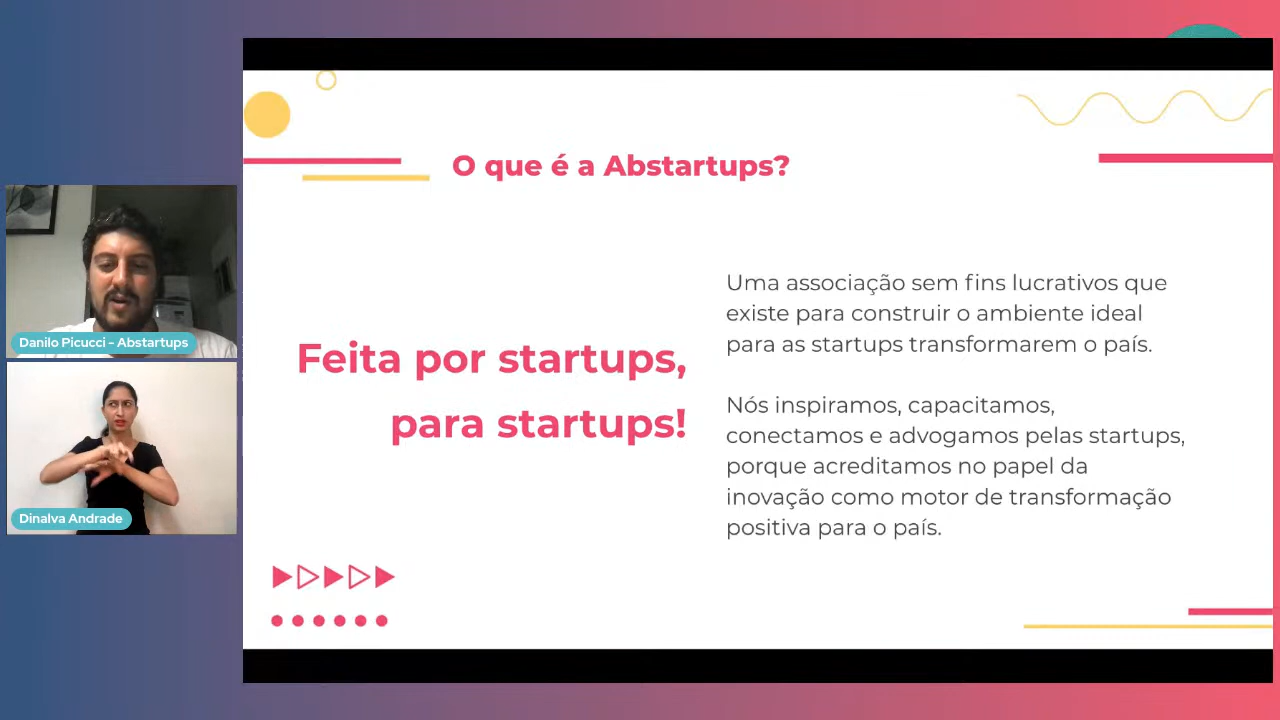 O que é a Abstartups?
Feita por startups,
para startups!
Uma associação sem fins lucrativos que
existe para construir o ambiente ideal
para as startups transformarem o país.
Nós inspiramos, capacitamos,
conectamos e advogamos pelas startups,
porque acreditamos no papel da
inovação como motor de transformação
positiva para o país.
Danilo Picucci - Abstartups
Dinalva Andrade